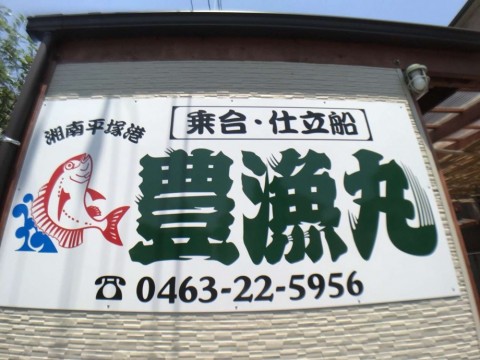 湘南平塚港
乗合・仕立船
豊漁丸
☎ 0463-22-5956